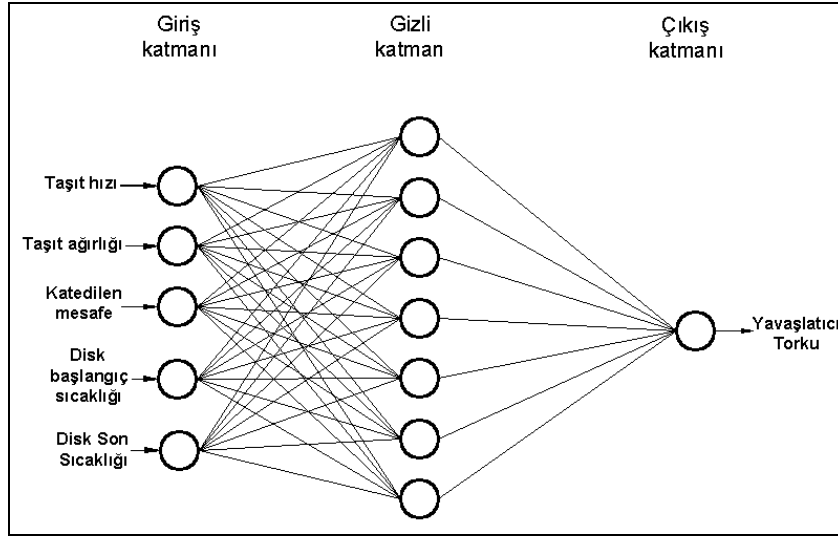 Giriş
katmanı
Gizli
katman
Çıkış
katmanı
Taşıt hızı
Taşıt ağırlığı
Katedilen
mesafe
Disk
başlangıç
sıcaklığı
Disk Son
Sıcaklığı
Yavaşlatıcı
Torku